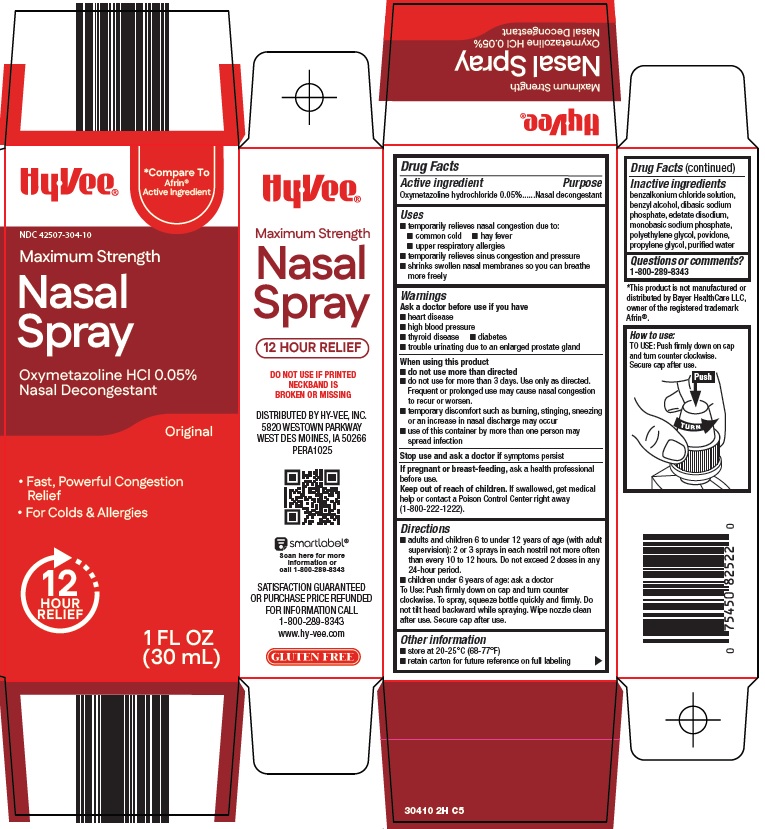 HyVee®
*Compare To
Afrin®
Active Ingredient
NDC 42507-304-10
Maximum Strength
Nasal
Spray
Oxymetazoline HCl 0.05%
Nasal Decongestant
Original
• Fast, Powerful Congestion
Relief
• For Colds & Allergies
12
HOUR
RELIEF
1 FL OZ
(30 mL)
HyVee®
Maximum Strength
Nasal
Spray
12 HOUR RELIEF
DO NOT USE IF PRINTED
NECKBAND IS
BROKEN OR MISSING
DISTRIBUTED BY HY-VEE, INC.
5820 WESTOWN PARKWAY
WEST DES MOINES, IA 50266
PERA1025
smartlabel®
Scan here for more
information or
call 1-800-289-8343
SATISFACTION GUARANTEED
OR PURCHASE PRICE REFUNDED
FOR INFORMATION CALL
1-800-289-8343
www.hy-vee.com
GLUTEN FREE
HyVee®
Maximum Strength
Nasal Spray
Oxymetazoline HCl 0.05%
Nasal Decongestant
Drug Facts
Active ingredient Purpose
Oxymetazoline hydrochloride 0.05%......Nasal decongestant
Uses
■ temporarily relieves nasal congestion due to:
■ common cold ■ hay fever
■ upper respiratory allergies
■ temporarily relieves sinus congestion and pressure
■ shrinks swollen nasal membranes so you can breathe
more freely
Warnings
Ask a doctor before use if you have
■ heart disease
■ high blood pressure
■ thyroid disease ■ diabetes
■ trouble urinating due to an enlarged prostate gland
When using this product
■ do not use more than directed
■ do not use for more than 3 days. Use only as directed.
Frequent or prolonged use may cause nasal congestion
to recur or worsen.
■ temporary discomfort such as burning, stinging, sneezing
or an increase in nasal discharge may occur
■ use of this container by more than one person may
spread infection
Stop use and ask a doctor if symptoms persist
If pregnant or breast-feeding, ask a health professional
before use.
Keep out of reach of children. If swallowed, get medical
help or contact a Poison Control Center right away
(1-800-222-1222).
Directions
■ adults and children 6 to under 12 years of age (with adult
supervision): 2 or 3 sprays in each nostril not more often
than every 10 to 12 hours. Do not exceed 2 doses in any
24-hour period.
■ children under 6 years of age: ask a doctor
To Use: Push firmly down on cap and turn counter
clockwise. To spray, squeeze bottle quickly and firmly. Do
not tilt head backward while spraying. Wipe nozzle clean
after use. Secure cap after use.
Other information
■ store at 20-25°C (68-77°F)
■ retain carton for future reference on full labeling
30410 2H C5
Drug Facts (continued)
Inactive ingredients
benzalkonium chloride solution,
benzyl alcohol, dibasic sodium
phosphate, edetate disodium,
monobasic sodium phosphate,
polyethylene glycol, povidone,
propylene glycol, purified water
Questions or comments?
1-800-289-8343
*This product is not manufactured or
distributed by Bayer HealthCare LLC,
owner of the registered trademark
Afrin®.
How to use:
TO USE: Push firmly down on cap
and turn counter clockwise.
Secure cap after use.
Push
TURN
0 75450 82522 0